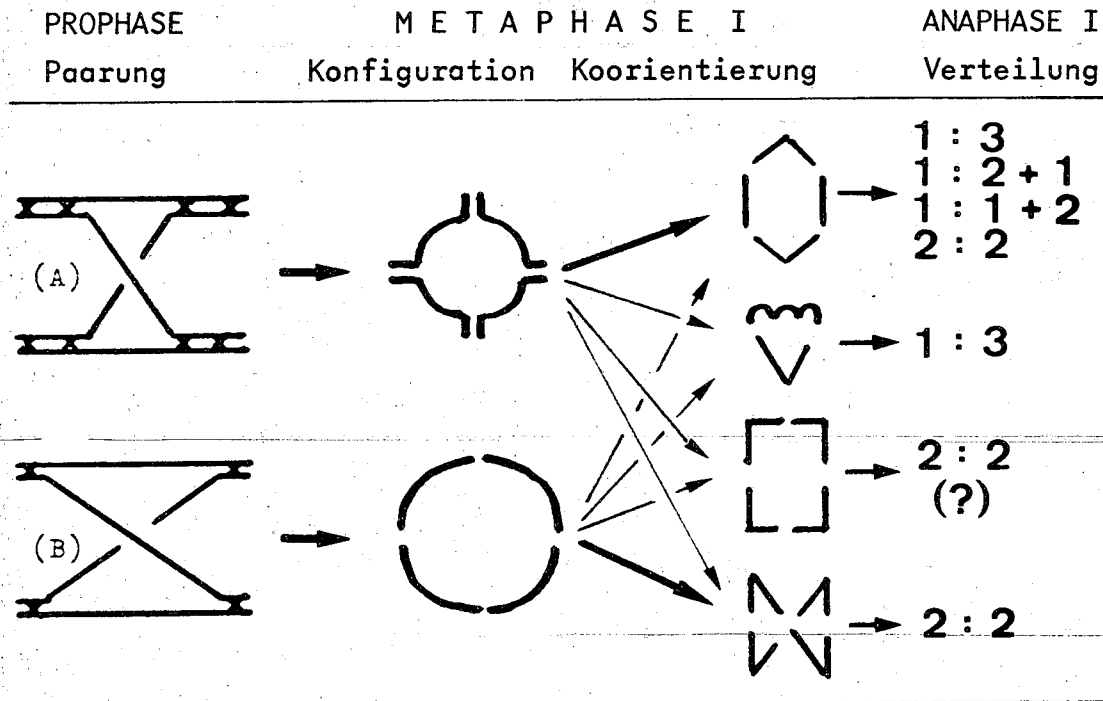 PROPHASE METAPHASE I ANAPHASE I
Paarung Konfiguration Koorientierung Verteilung
(A)
1 : 3
1 : 2 + 1
1 : 1 + 2
2 : 2
1 : 3
2 : 2
(?)
(B)
2 : 2